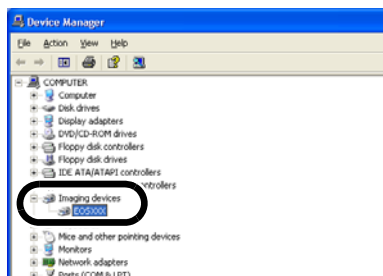 Device Manager
File Action View Help
COMPUTER
Computer
Disk drives
Display adapters
DVD/CD-ROM drives
Floppy disk controllers
Floppy disk drives
IDE ATA/ATAPI controllers
controllers
Imaging devices
EOSXXX
Mice and other pointing devices
Monitors
Network adapters
Ports (COM & LPT)